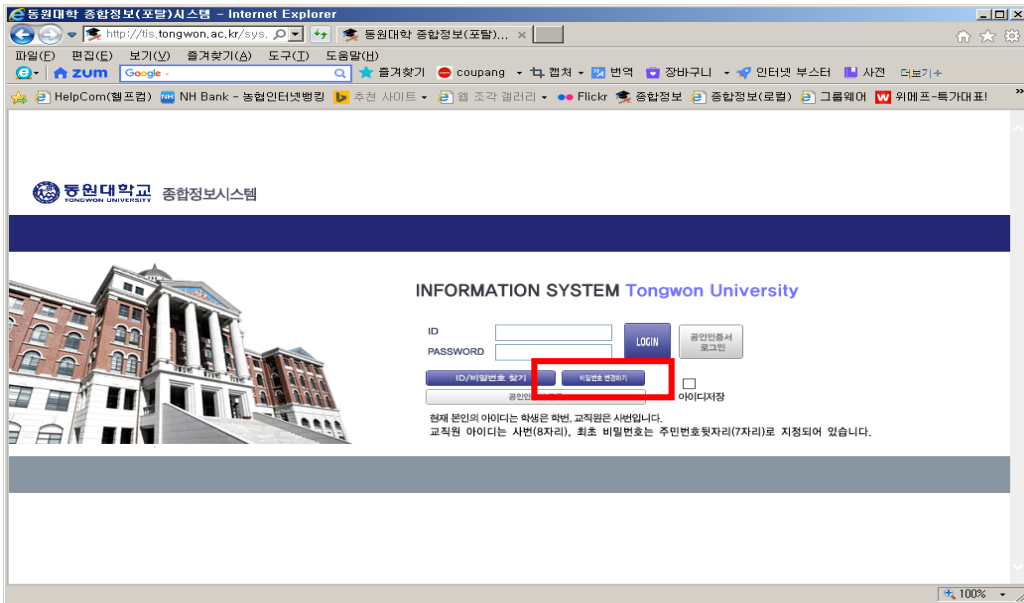 동원대학 종합정보(포탈)시스템 - Internet Explorer
http://tis.tongwon.ac.kr/sys, 동원대학 종합정보(포탈)... ×
파일(F) 편집(E) 보기(V) 즐겨찾기(A) 도구(T) 도움말(H)
zum Google 즐겨찾기 coupang 캡처 번역 장바구니 인터넷 부스터 사전 더보기+
HelpCom(헬프컴) NH Bank - 농협인터넷뱅킹 추천 사이트 웹 조각 갤러리 Flickr 종합정보 종합정보(로컬) 그룹웨어 위메프-특가대표! »
동원대학교 종합정보시스템
TONGWON UNIVERSITY
INFORMATION SYSTEM Tongwon University
ID
PASSWORD
LOGIN
공인인증서
로그인
ID/비밀번호 찾기 비밀번호 변경하기
아이디저장
현재 본인의 아이디는 학생은 학번, 교직원은 사번입니다.
교직원 아이디는 사번(8자리), 최초 비밀번호는 주민번호뒷자리(7자리)로 지정되어 있습니다.
100%